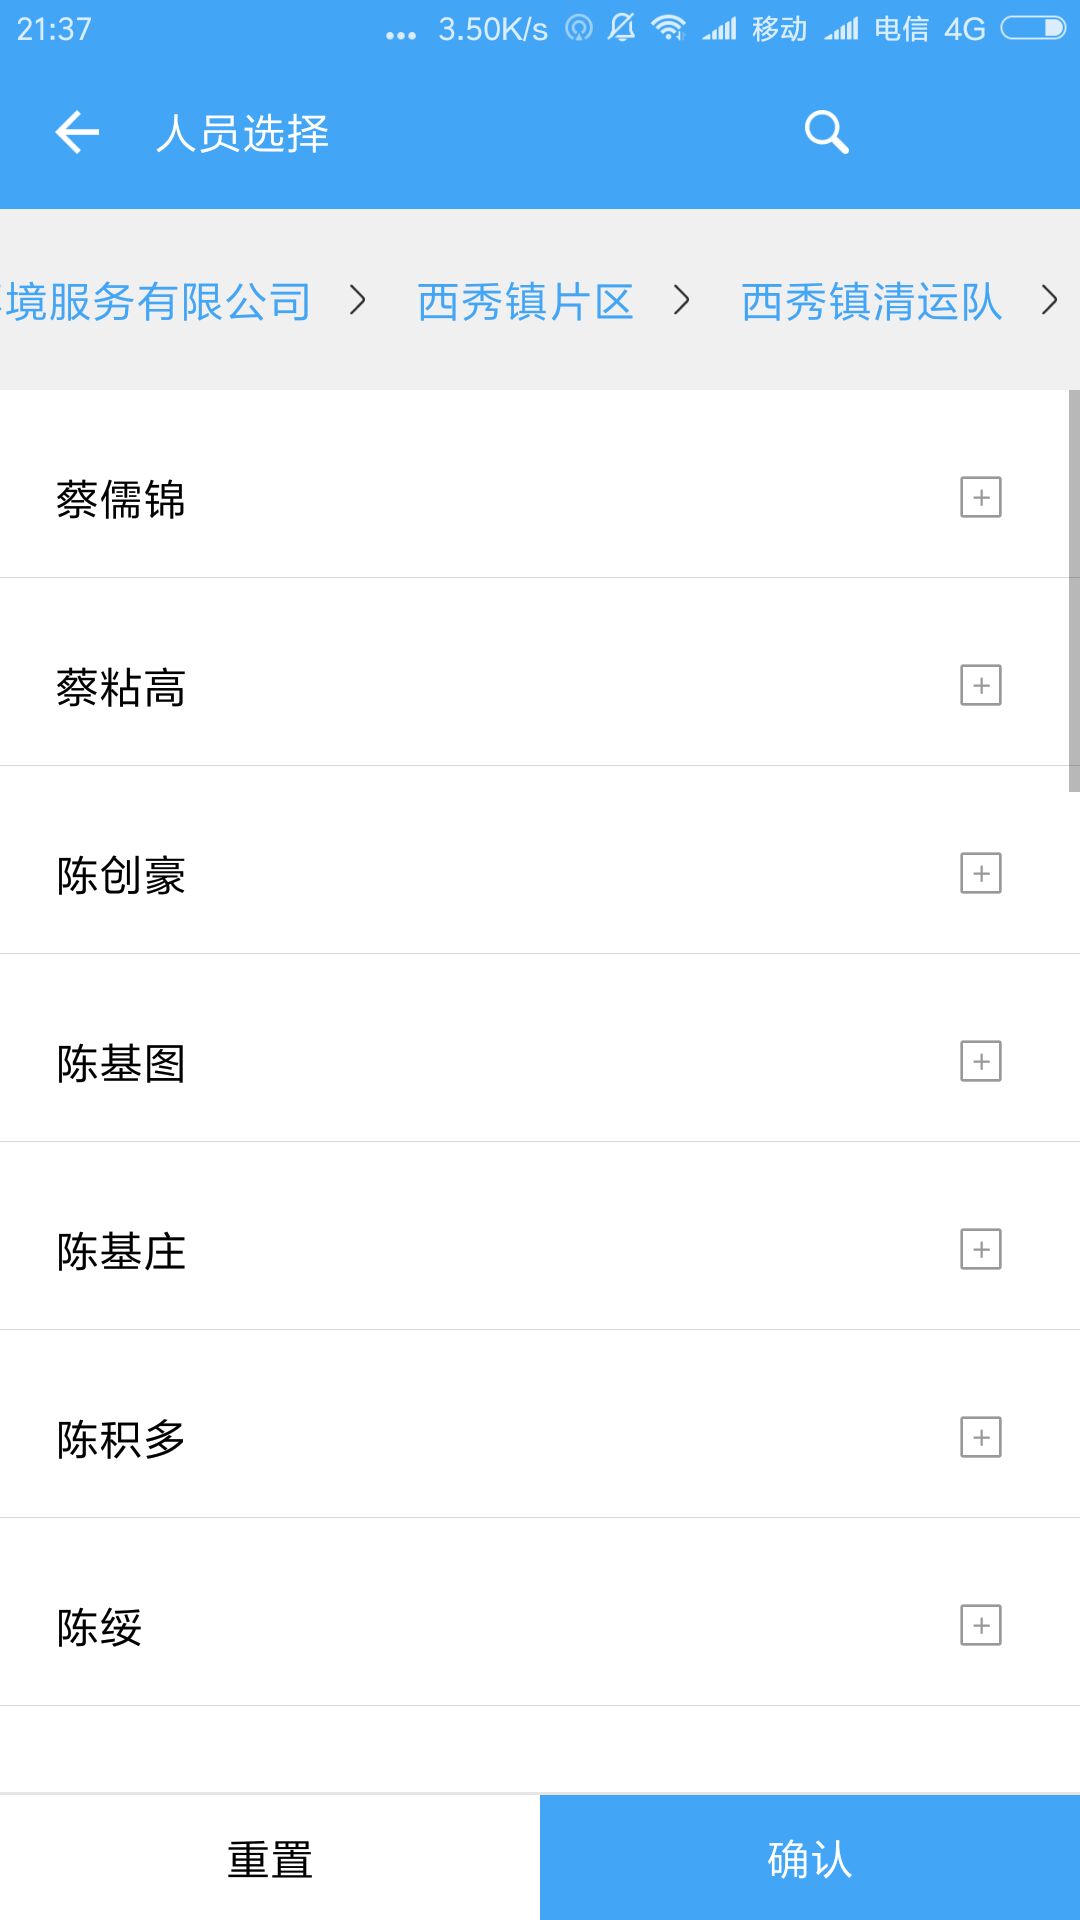 21:37 ... 3.50K/s 移动 电信 4G
人员选择
境服务有限公司 > 西秀镇片区 > 西秀镇清运队 >
蔡儒锦
蔡粘高
陈创豪
陈基图
陈基庄
陈积多
陈绥
重置 确认